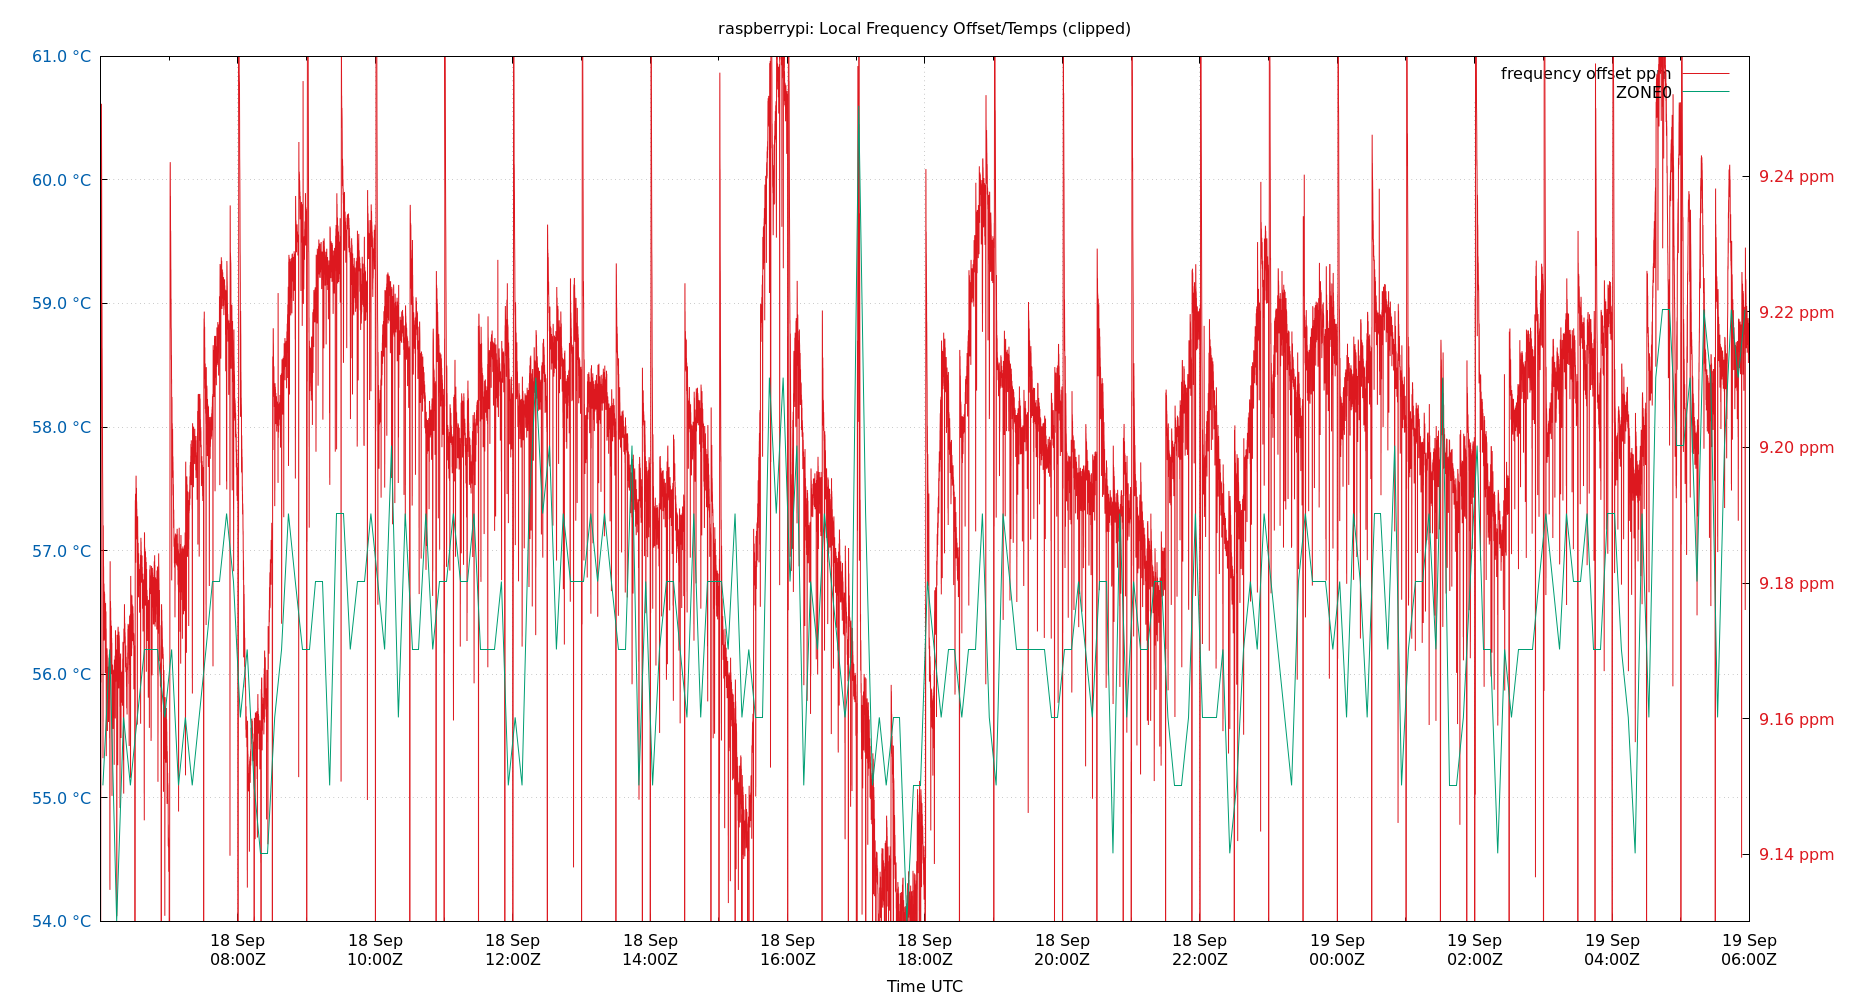 raspberrypi: Local Frequency Offset/Temps (clipped)
61.0 °C
60.0 °C
59.0 °C
58.0 °C
57.0 °C
56.0 °C
55.0 °C
54.0 °C
frequency offset ppm
ZONE0
9.24 ppm
9.22 ppm
9.20 ppm
9.18 ppm
9.16 ppm
9.14 ppm
18 Sep 18 Sep 18 Sep 18 Sep 18 Sep 18 Sep 18 Sep 18 Sep 19 Sep 19 Sep 19 Sep 19 Sep
08:00Z 10:00Z 12:00Z 14:00Z 16:00Z 18:00Z 20:00Z 22:00Z 00:00Z 02:00Z 04:00Z 06:00Z
Time UTC